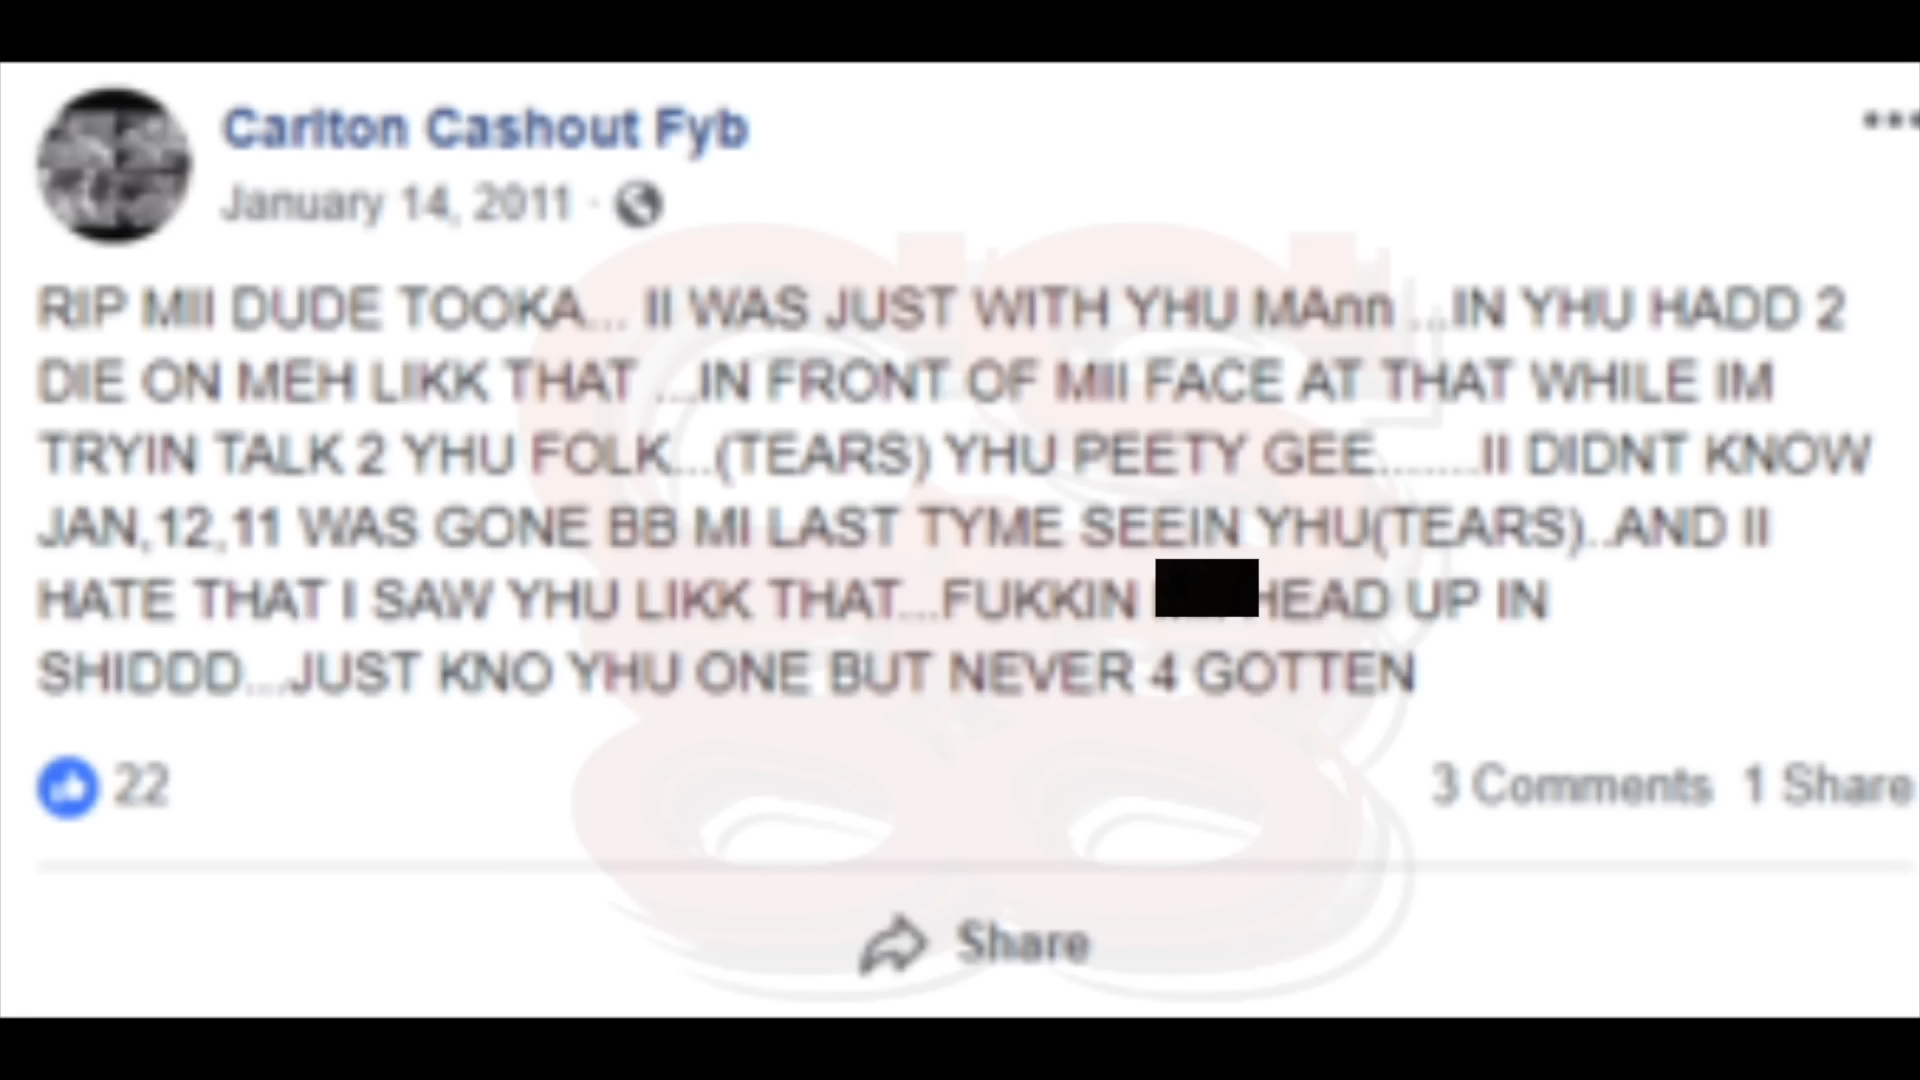 Carlton Cashout Fyb
January 14, 2011 ·
RIP MII DUDE TOOKA... II WAS JUST WITH YHU MAnn ...IN YHU HADD 2
DIE ON MEH LIKK THAT ...IN FRONT OF MII FACE AT THAT WHILE IM
TRYIN TALK 2 YHU FOLK...(TEARS) YHU PEETY GEE.......II DIDNT KNOW
JAN,12,11 WAS GONE BB MI LAST TYME SEEIN YHU(TEARS)..AND II
HATE THAT I SAW YHU LIKK THAT...FUKKIN HEAD UP IN
SHIDDD...JUST KNO YHU ONE BUT NEVER 4 GOTTEN
22
3 Comments 1 Share
Share